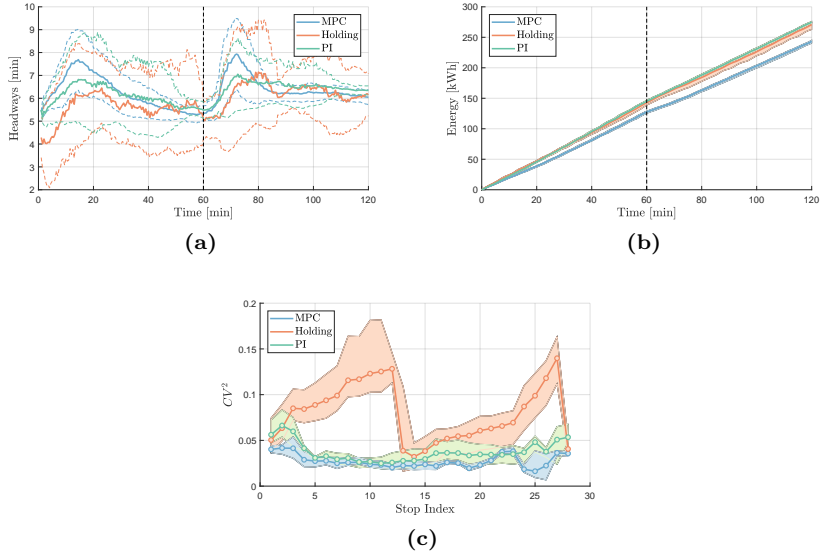 10
9
8
7
6
5
4
3
2
Headways [min]
0
20
40
60
80
100
120
Time [min]
MPC
Holding
PI
(a)
300
250
200
150
100
50
0
Energy [kWh]
0
20
40
60
80
100
120
Time [min]
MPC
Holding
PI
(b)
0.2
0.15
0.1
0.05
0
CV²
0
5
10
15
20
25
30
Stop Index
MPC
Holding
PI
(c)